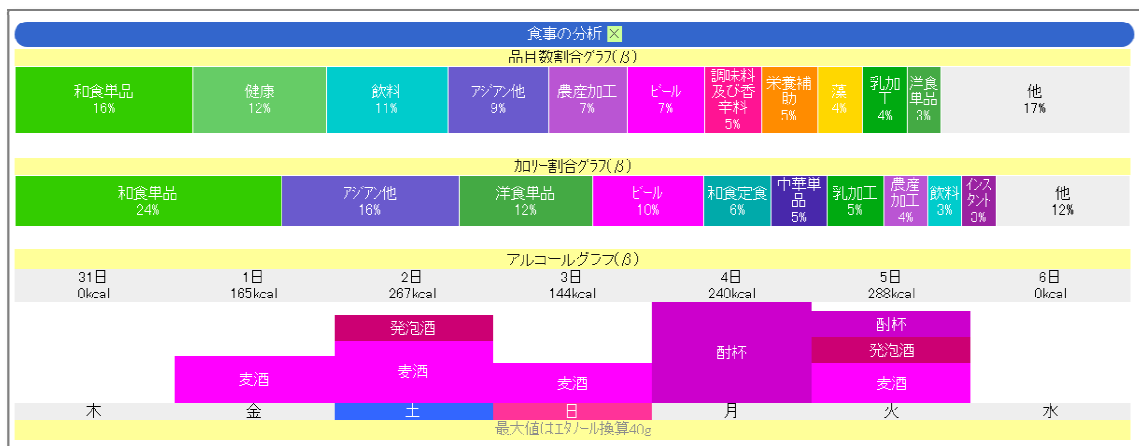 食事の分析 ×
品目数割合グラフ(β)
和食単品
16%
健康
12%
飲料
11%
アジアン他
9%
農産加工
7%
ビール
7%
調味料
及び香
辛料
5%
栄養補
助
5%
藻
4%
乳加
工
4%
洋食
単品
3%
他
17%
カロリー割合グラフ(β)
和食単品
24%
アジアン他
16%
洋食単品
12%
ビール
10%
和食定食
6%
中華単
品
5%
乳加工
5%
農産
加工
4%
飲料
3%
インス
タント
3%
他
12%
アルコールグラフ(β)
31日 1日 2日 3日 4日 5日 6日
0kcal 165kcal 267kcal 144kcal 240kcal 288kcal 0kcal
発泡酒 酎杯
麦酒 麦酒 麦酒 酎杯 発泡酒
麦酒
木 金 土 日 月 火 水
最大値はエタノール換算40g